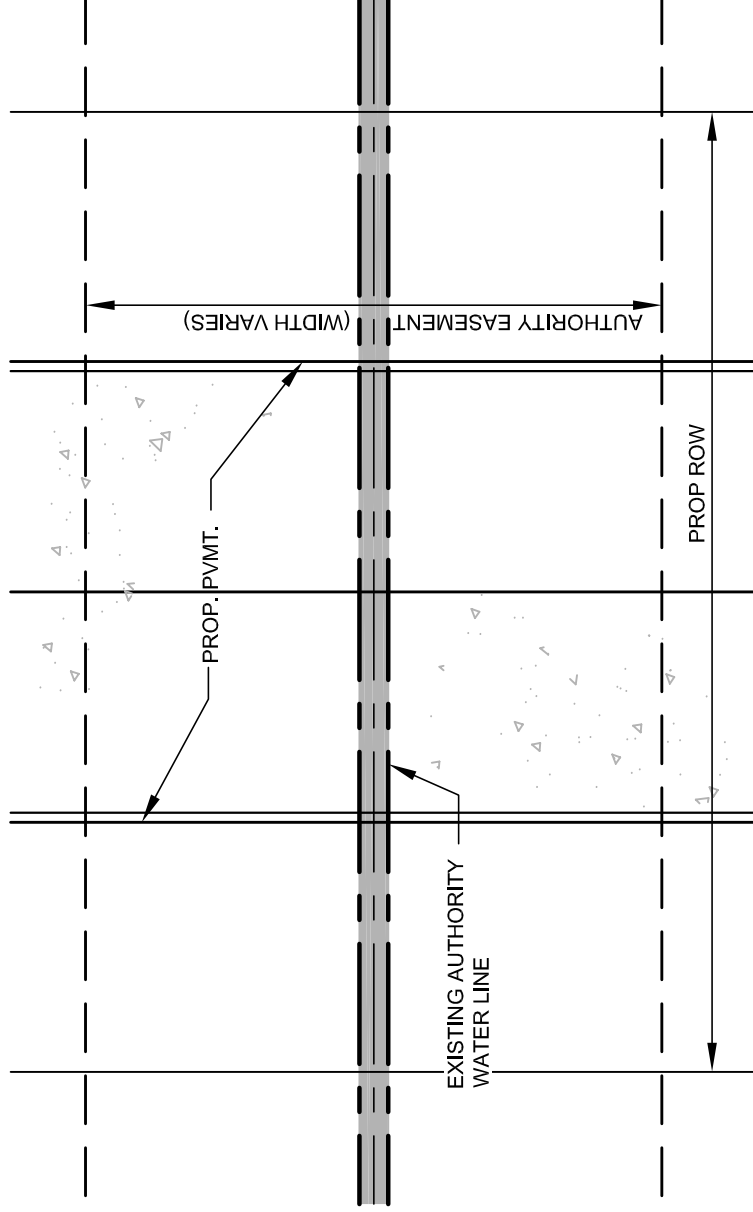 PROP. PVMT.
AUTHORITY EASEMENT (WIDTH VARIES)
EXISTING AUTHORITY
WATER LINE
PROP ROW